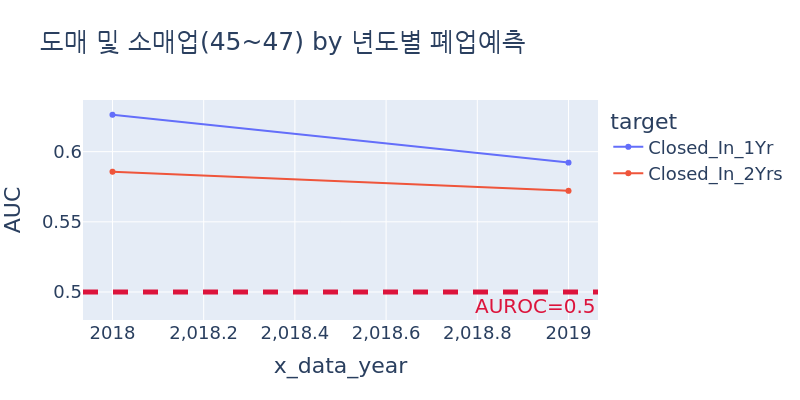 도매 및 소매업(45~47) by 년도별 폐업예측
target
Closed_In_1Yr
Closed_In_2Yrs
AUC
0.6
0.55
0.5
AUROC=0.5
2018 2,018.2 2,018.4 2,018.6 2,018.8 2019
x_data_year